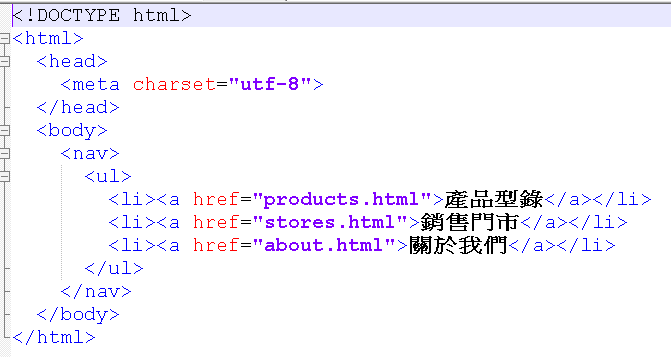 <!DOCTYPE html>
<html>
  <head>
    <meta charset="utf-8">
  </head>
  <body>
    <nav>
      <ul>
        <li><a href="products.html">產品型錄</a></li>
        <li><a href="stores.html">銷售門市</a></li>
        <li><a href="about.html">關於我們</a></li>
      </ul>
    </nav>
  </body>
</html>